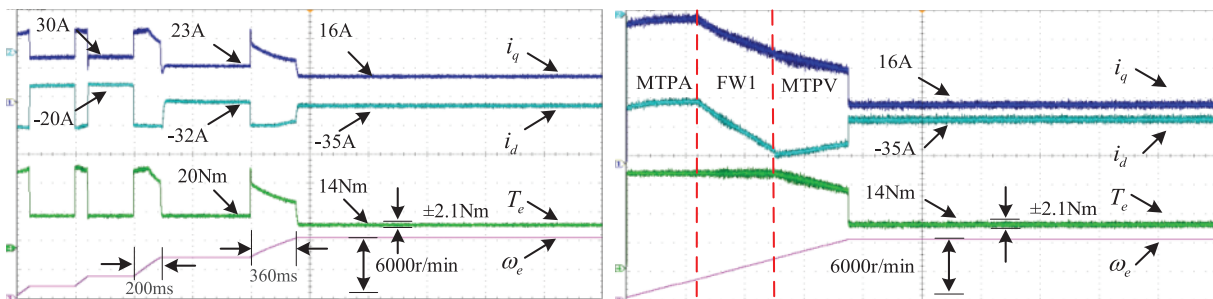 30A
23A
16A
i_q
-20A
-32A
-35A
i_d
20Nm
14Nm
±2.1Nm
T_e
200ms
360ms
6000r/min
ω_e
MTPA
FW1
MTPV
16A
i_q
-35A
i_d
14Nm
±2.1Nm
T_e
6000r/min
ω_e